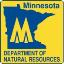 Minnesota
DEPARTMENT OF
NATURAL RESOURCES